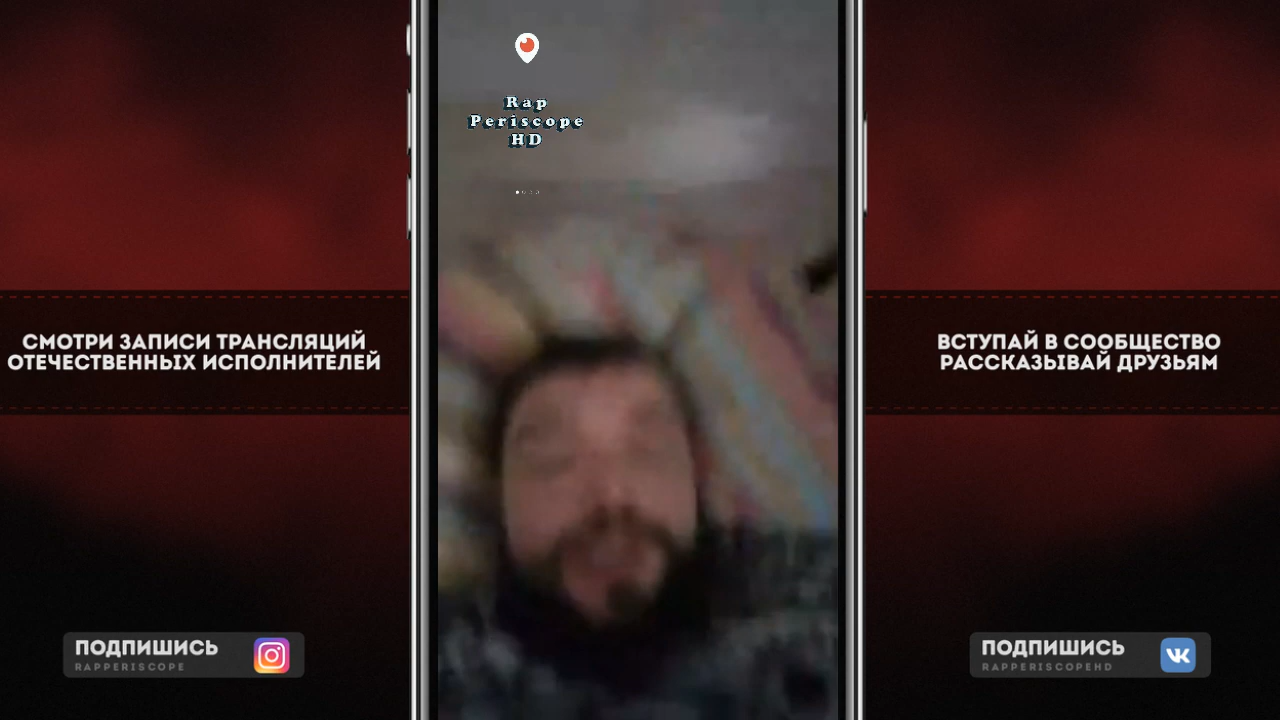 Rap
Periscope
HD
СМОТРИ ЗАПИСИ ТРАНСЛЯЦИЙ
ОТЕЧЕСТВЕННЫХ ИСПОЛНИТЕЛЕЙ
ВСТУПАЙ В СООБЩЕСТВО
РАССКАЗЫВАЙ ДРУЗЬЯМ
ПОДПИШИСЬ
RAPPERISCOPE
ПОДПИШИСЬ
RAPPERISCOPEHD